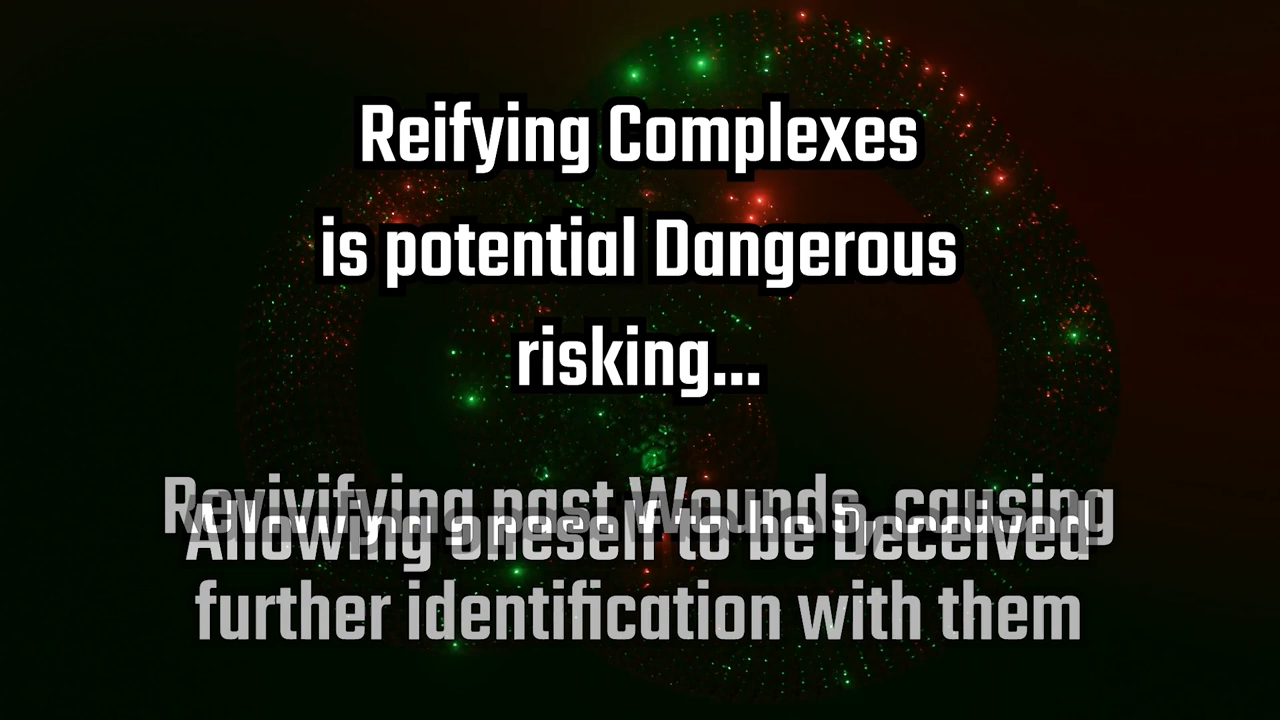 Reifying Complexes
is potential Dangerous
risking...
Revivifying past Wounds, causing
Allowing oneself to be Deceived
further identification with them